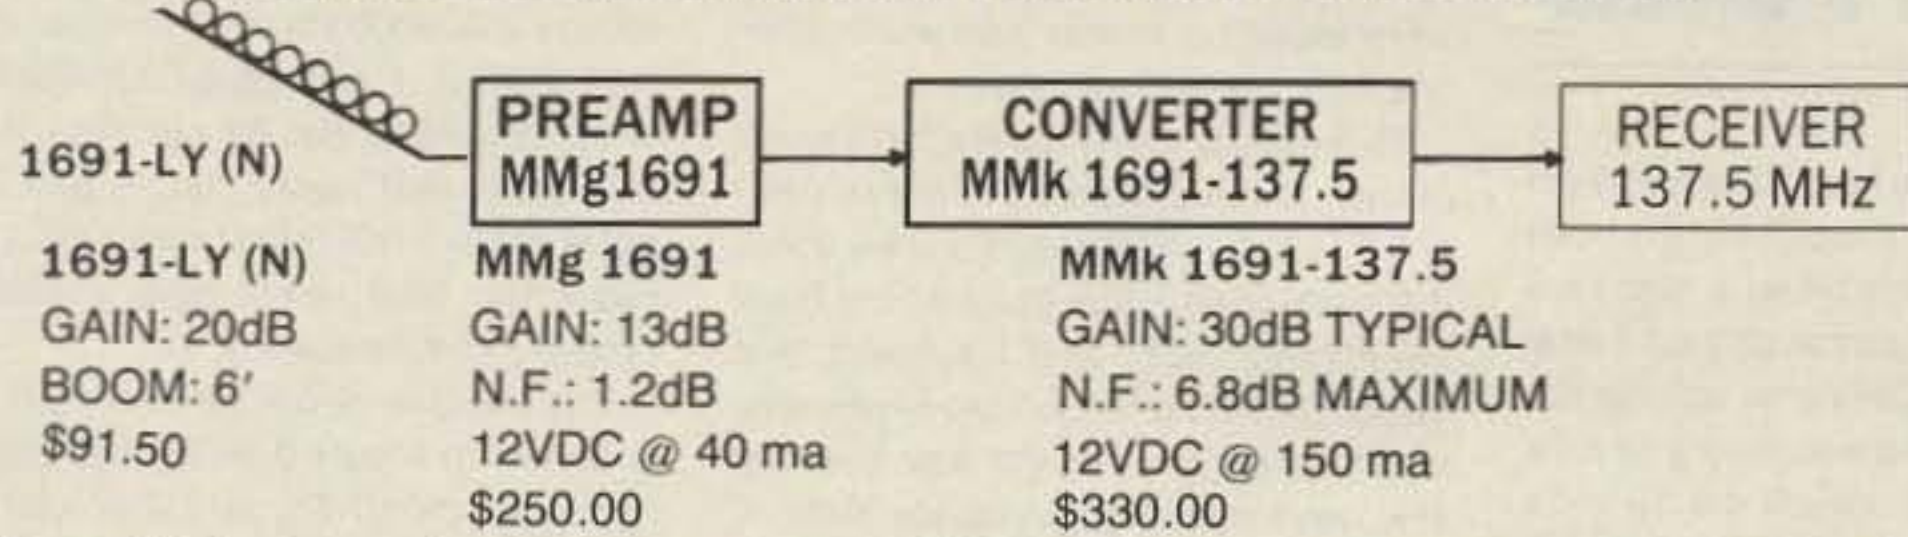 1691-LY (N)
PREAMP
MMg1691
CONVERTER
MMk 1691-137.5
RECEIVER
137.5 MHz
1691-LY (N)
GAIN: 20dB
BOOM: 6'
$91.50
MMg 1691
GAIN: 13dB
N.F.: 1.2dB
12VDC @ 40 ma
$250.00
MMk 1691-137.5
GAIN: 30dB TYPICAL
N.F.: 6.8dB MAXIMUM
12VDC @ 150 ma
$330.00